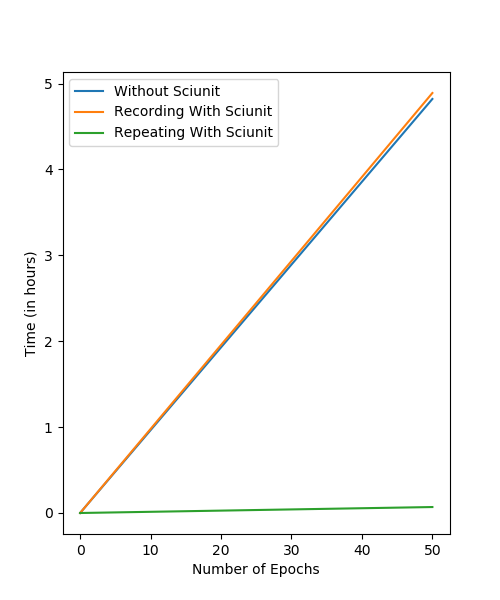 Without Sciunit
Recording With Sciunit
Repeating With Sciunit
5
4
3
2
1
0
Time (in hours)
0 10 20 30 40 50
Number of Epochs